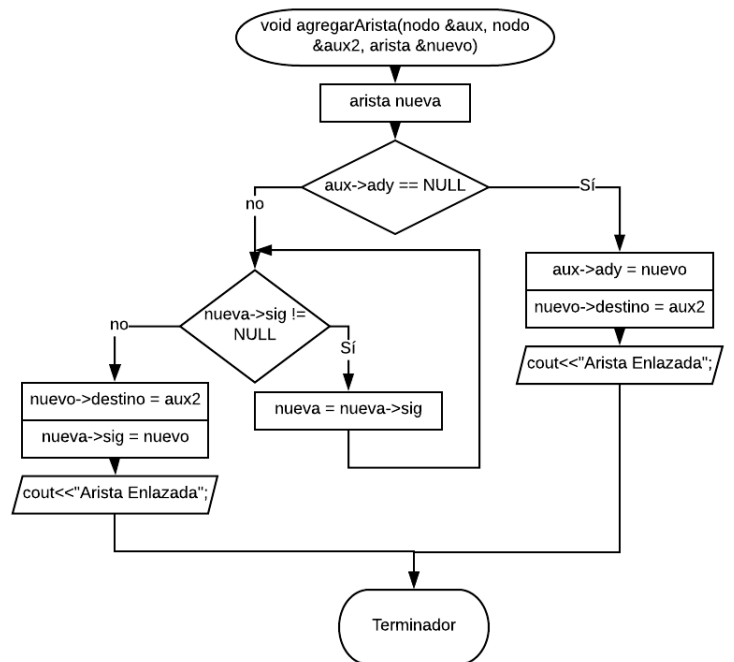 void agregarArista(nodo &aux, nodo
&aux2, arista &nuevo)
arista nueva
aux->ady == NULL
no
Sí
aux->ady = nuevo
nuevo->destino = aux2
cout<<"Arista Enlazada";
nueva->sig !=
NULL
no
Sí
nuevo->destino = aux2
nueva->sig = nuevo
cout<<"Arista Enlazada";
nueva = nueva->sig
Terminador